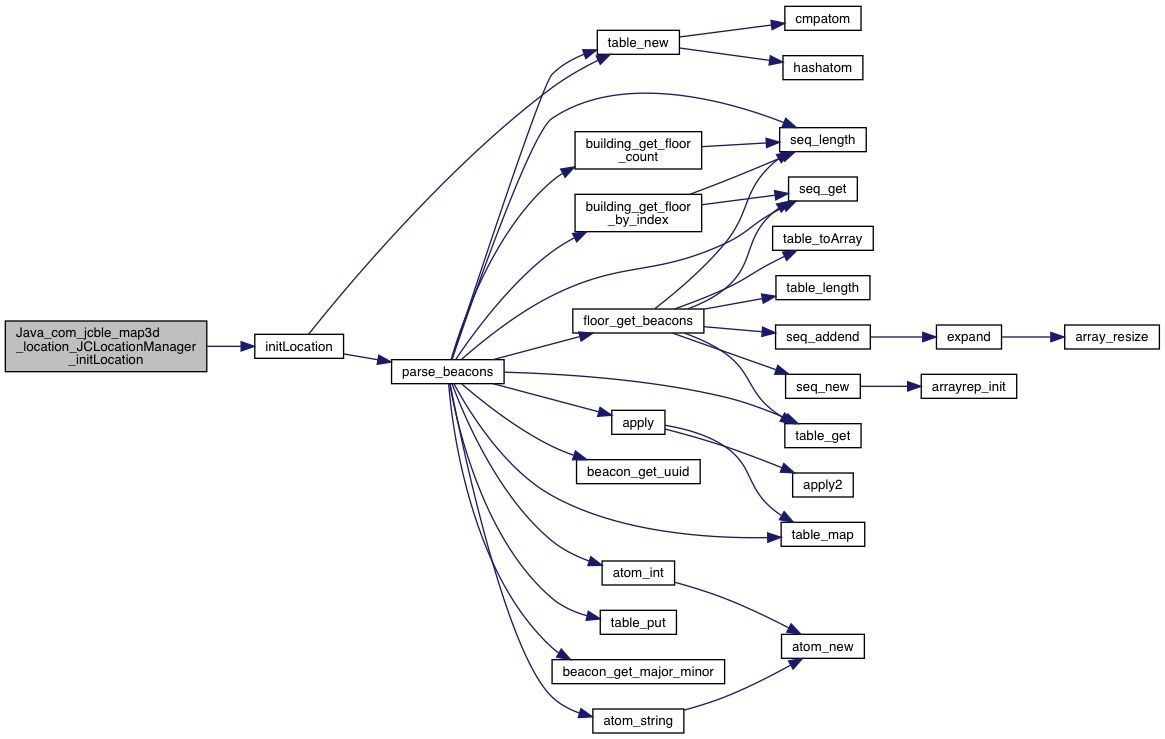 Java_com_jcble_map3d
_location_JCLocationManager
_initLocation
initLocation
parse_beacons
table_new
building_get_floor
_count
building_get_floor
_by_index
floor_get_beacons
apply
beacon_get_uuid
atom_int
table_put
beacon_get_major_minor
atom_string
cmpatom
hashatom
seq_length
seq_get
table_toArray
table_length
seq_addend
seq_new
table_get
apply2
table_map
atom_new
expand
arrayrep_init
array_resize